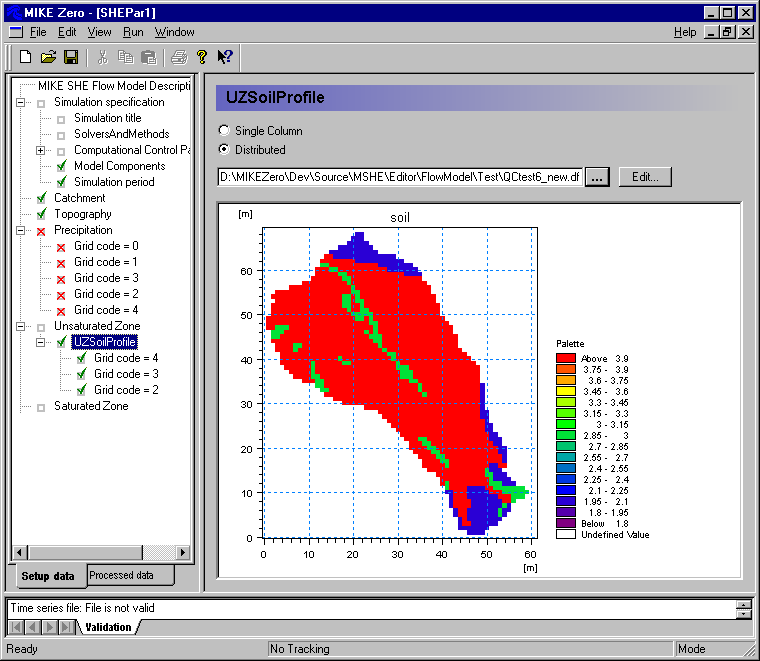 MIKE Zero - [SHEPar1]
File Edit View Run Window Help
MIKE SHE Flow Model Descripti
Simulation specification
Simulation title
SolversAndMethods
Computational Control Pa
Model Components
Simulation period
Catchment
Topography
Precipitation
Grid code = 0
Grid code = 1
Grid code = 3
Grid code = 2
Grid code = 4
Unsaturated Zone
UZSoilProfile
Grid code = 4
Grid code = 3
Grid code = 2
Saturated Zone
Setup data
Processed data
UZSoilProfile
Single Column
Distributed
D:\MIKEZero\Dev\Source\MSHE\Editor\FlowModel\Test\QCtest6_new.df
...
Edit...
[m]
soil
60
50
40
30
20
10
0
0 10 20 30 40 50 60
[m]
Palette
Above 3.9
3.75 - 3.9
3.6 - 3.75
3.45 - 3.6
3.3 - 3.45
3.15 - 3.3
3 - 3.15
2.85 - 3
2.7 - 2.85
2.55 - 2.7
2.4 - 2.55
2.25 - 2.4
2.1 - 2.25
1.95 - 2.1
1.8 - 1.95
Below 1.8
Undefined Value
Time series file: File is not valid
Validation
Ready
No Tracking
Mode